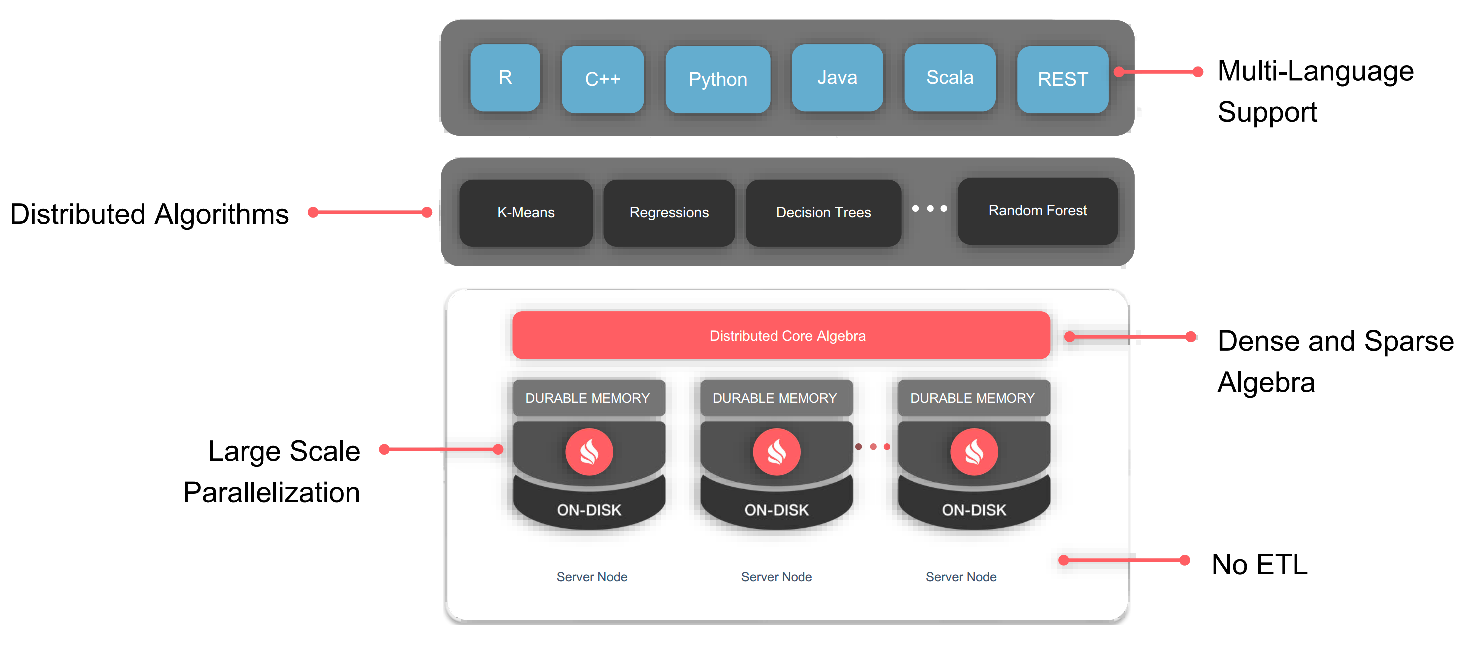 R
C++
Python
Java
Scala
REST
Multi-Language
Support
Distributed Algorithms
K-Means
Regressions
Decision Trees
Random Forest
Distributed Core Algebra
Dense and Sparse
Algebra
DURABLE MEMORY
DURABLE MEMORY
DURABLE MEMORY
Large Scale
Parallelization
ON-DISK
ON-DISK
ON-DISK
No ETL
Server Node
Server Node
Server Node